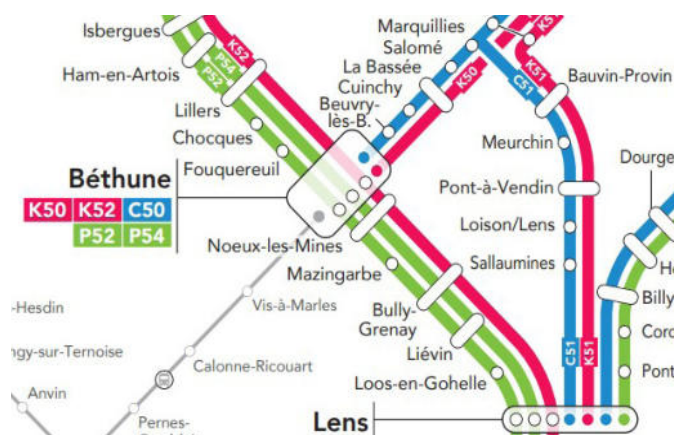 Isbergues
K52
P54
P52
Ham-en-Artois
Lillers
Chocques
Fouquereuil
Béthune
K50 K52 C50
P52 P54
Marquillies
Salomé
La Bassée
Cuinchy
Beuvry-
lès-B.
K50
K51
C51
Bauvin-Provin
Meurchin
Pont-à-Vendin
Loison/Lens
Sallaumines
Dourge
Billy
Pont
Noeux-les-Mines
Mazingarbe
Bully-
Grenay
Liévin
Loos-en-Gohelle
C51
K51
Lens
-Hesdin
ngy-sur-Ternoise
Anvin
Vis-à-Marles
Calonne-Ricouart
Pernes-